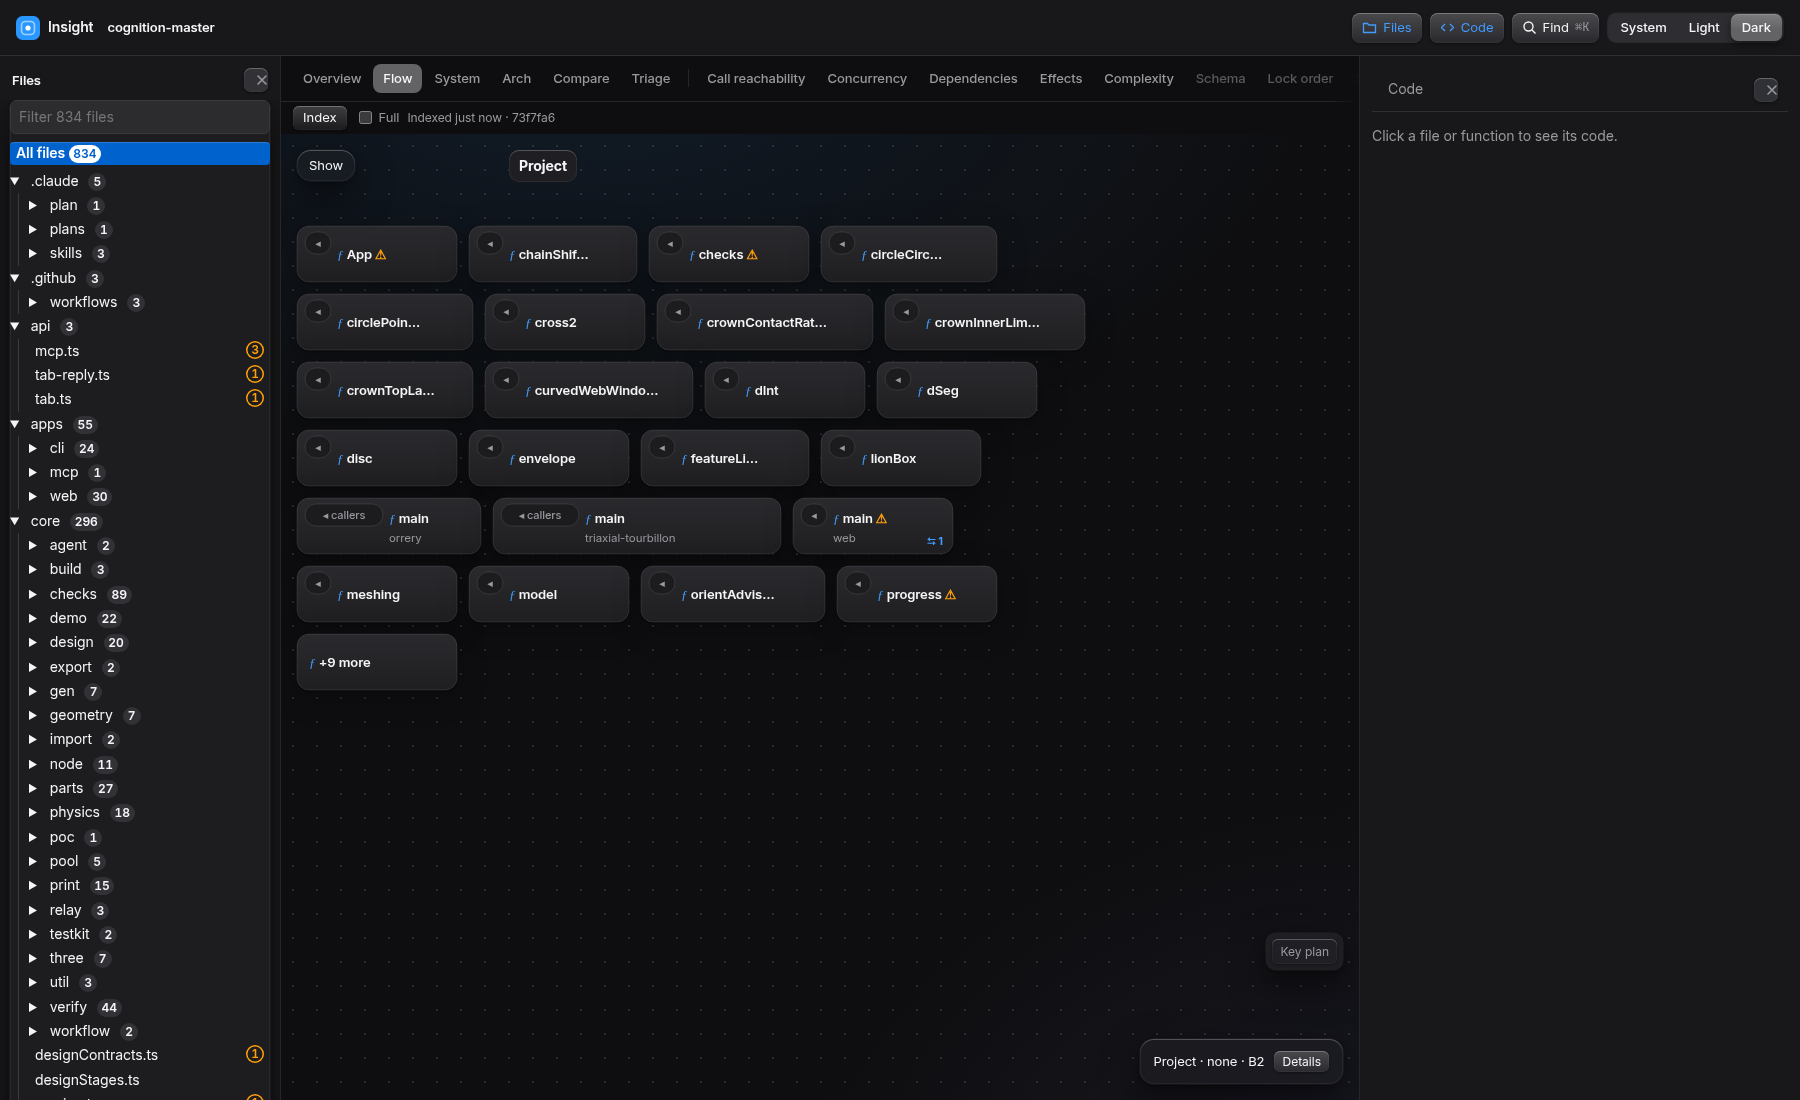 Insight cognition-master Files Code Find ⌘K System Light Dark
Files
Filter 834 files
All files 834
.claude 5
plan 1
plans 1
skills 3
.github 3
workflows 3
api 3
mcp.ts 3
tab-reply.ts 1
tab.ts 1
apps 55
cli 24
mcp 1
web 30
core 296
agent 2
build 3
checks 89
demo 22
design 20
export 2
gen 7
geometry 7
import 2
node 11
parts 27
physics 18
poc 1
pool 5
print 15
relay 3
testkit 2
three 7
util 3
verify 44
workflow 2
designContracts.ts 1
designStages.ts
Overview Flow System Arch Compare Triage Call reachability Concurrency Dependencies Effects Complexity Schema Lock order
Index Full Indexed just now · 73f7fa6
Show Project
ƒ App ⚠ ƒ chainShif... ƒ checks ⚠ ƒ circleCirc...
ƒ circlePoin... ƒ cross2 ƒ crownContactRat... ƒ crownInnerLim...
ƒ crownTopLa... ƒ curvedWebWindo... ƒ dInt ƒ dSeg
ƒ disc ƒ envelope ƒ featureLi... ƒ lionBox
◂ callers ƒ main ◂ callers ƒ main ƒ main ⚠
orrery triaxial-tourbillon web ⇆ 1
ƒ meshing ƒ model ƒ orientAdvis... ƒ progress ⚠
ƒ +9 more
Key plan
Project · none · B2 Details
Code
Click a file or function to see its code.